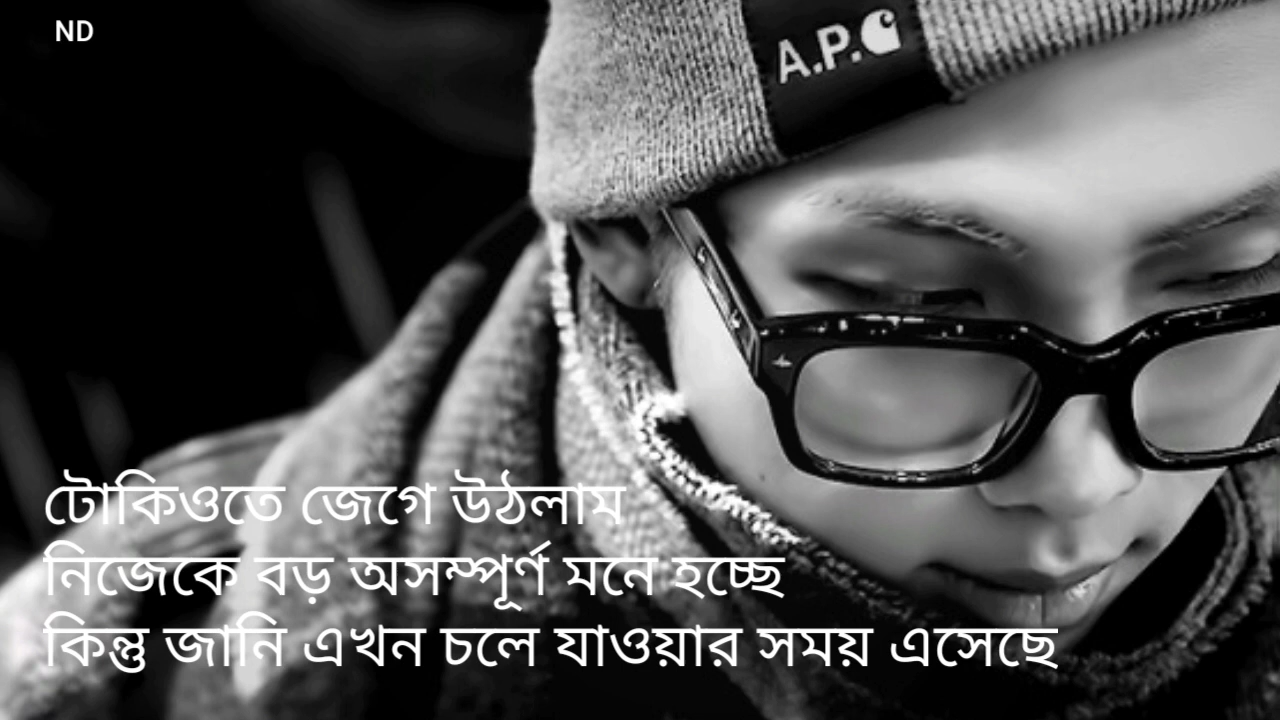 ND
A.P.C
টোকিওতে জেগে উঠলাম
নিজেকে বড় অসম্পূর্ণ মনে হচ্ছে
কিন্তু জানি এখন চলে যাওয়ার সময় এসেছে